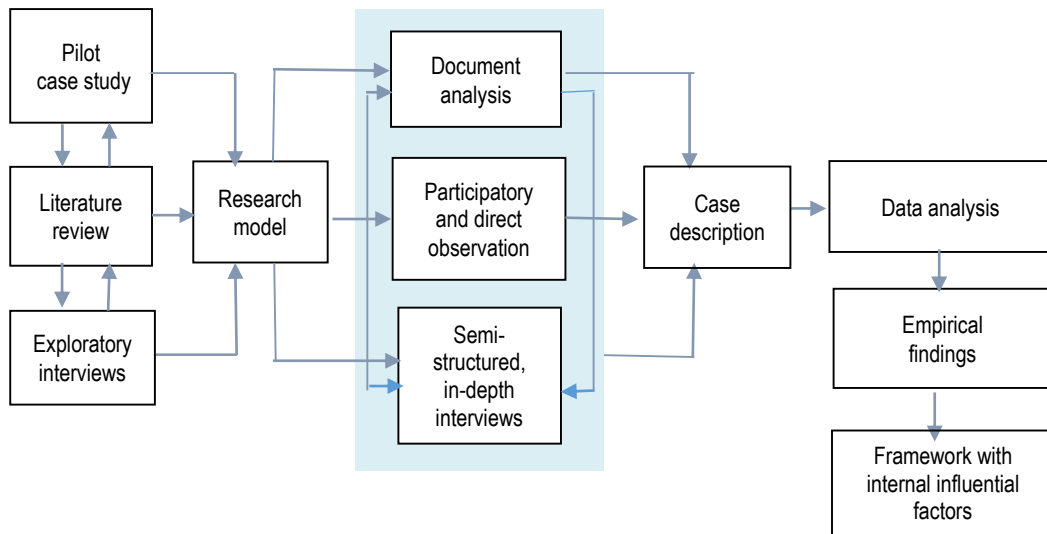 Pilot
case study
Literature
review
Exploratory
interviews
Research
model
Document
analysis
Participatory
and direct
observation
Semi-
structured,
in-depth
interviews
Case
description
Data analysis
Empirical
findings
Framework with
internal influential
factors